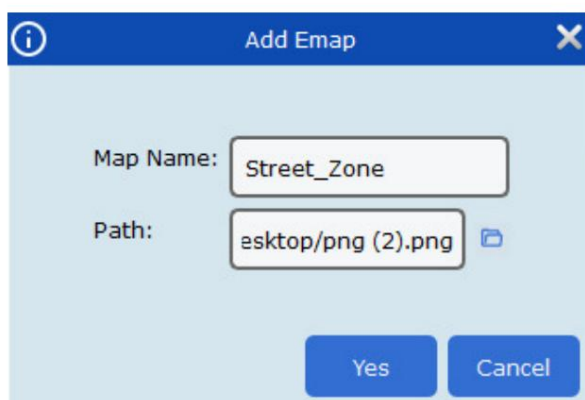 Add Emap
Map Name: Street_Zone
Path: esktop/png (2).png
Yes Cancel